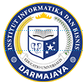 INSTITUT INFORMATIKA DAN BISNIS
DARMAJAYA